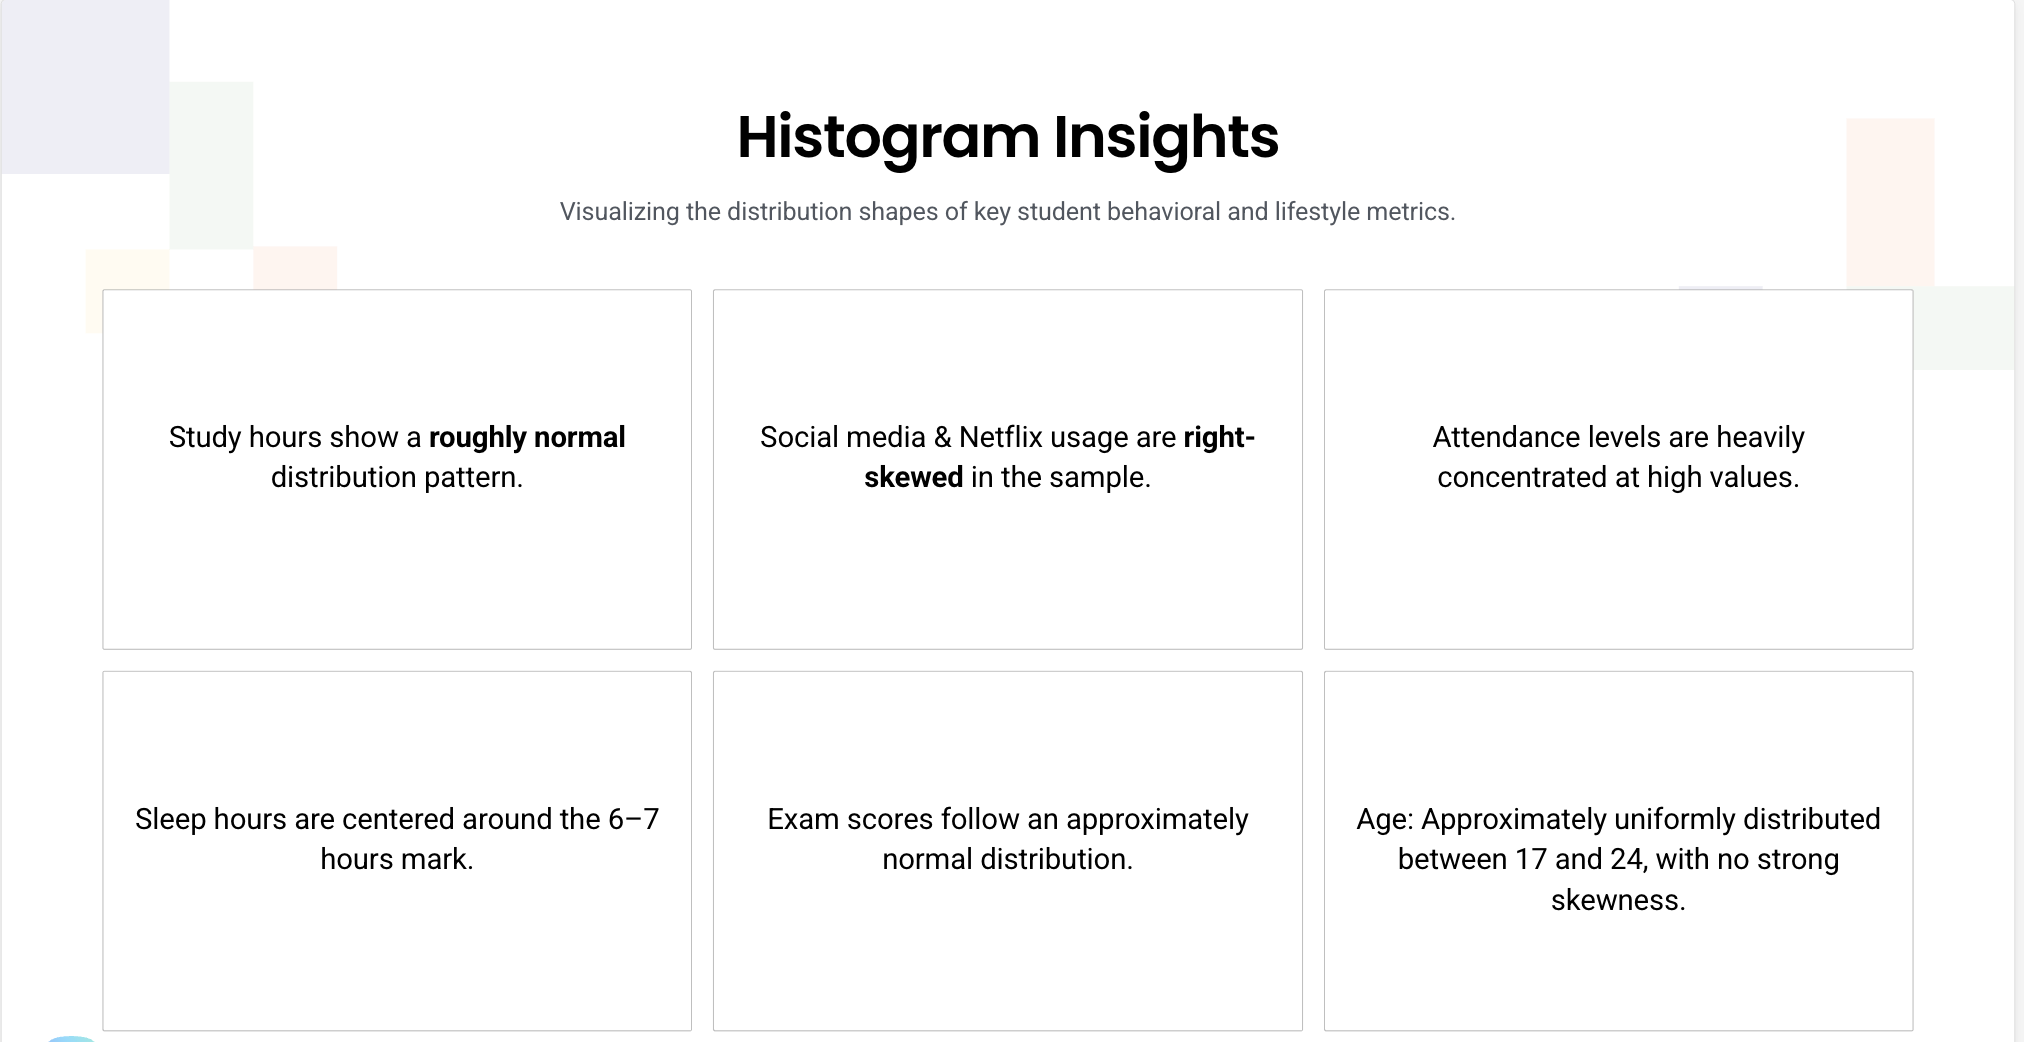 Histogram Insights
Visualizing the distribution shapes of key student behavioral and lifestyle metrics.
Study hours show a roughly normal
distribution pattern.
Social media & Netflix usage are right-
skewed in the sample.
Attendance levels are heavily
concentrated at high values.
Sleep hours are centered around the 6–7
hours mark.
Exam scores follow an approximately
normal distribution.
Age: Approximately uniformly distributed
between 17 and 24, with no strong
skewness.